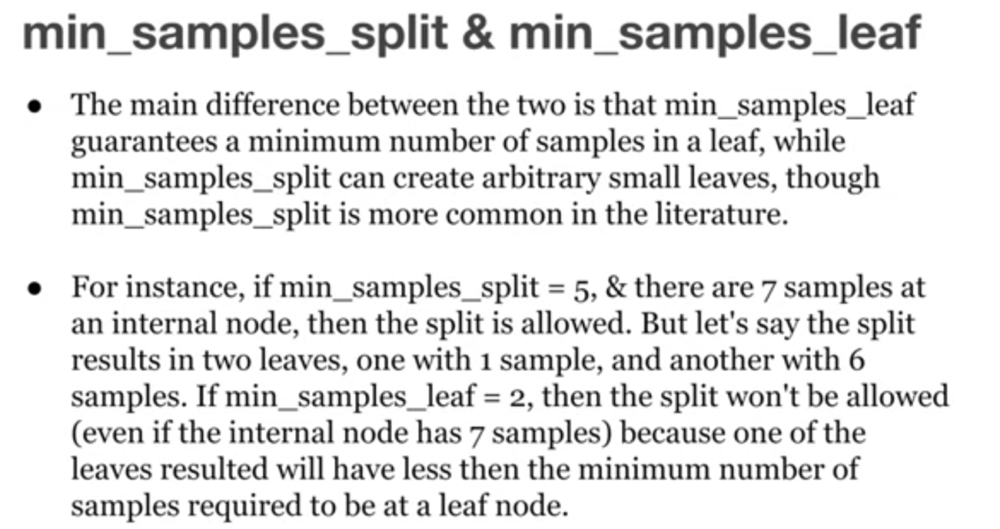 min_samples_split & min_samples_leaf
● The main difference between the two is that min_samples_leaf
guarantees a minimum number of samples in a leaf, while
min_samples_split can create arbitrary small leaves, though
min_samples_split is more common in the literature.
● For instance, if min_samples_split = 5, & there are 7 samples at
an internal node, then the split is allowed. But let's say the split
results in two leaves, one with 1 sample, and another with 6
samples. If min_samples_leaf = 2, then the split won't be allowed
(even if the internal node has 7 samples) because one of the
leaves resulted will have less then the minimum number of
samples required to be at a leaf node.